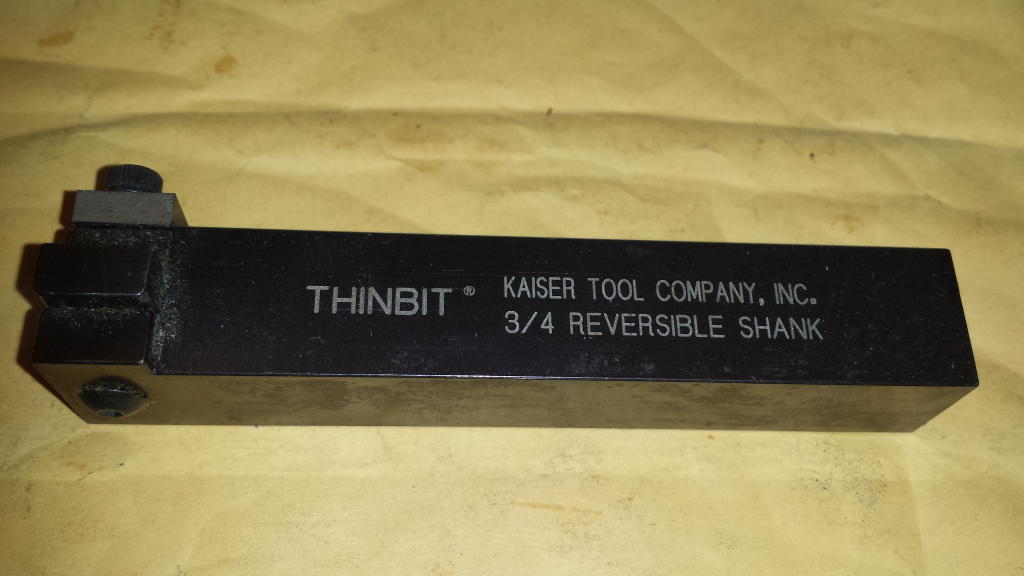 THINBIT®
KAISER TOOL COMPANY, INC.
3/4 REVERSIBLE SHANK